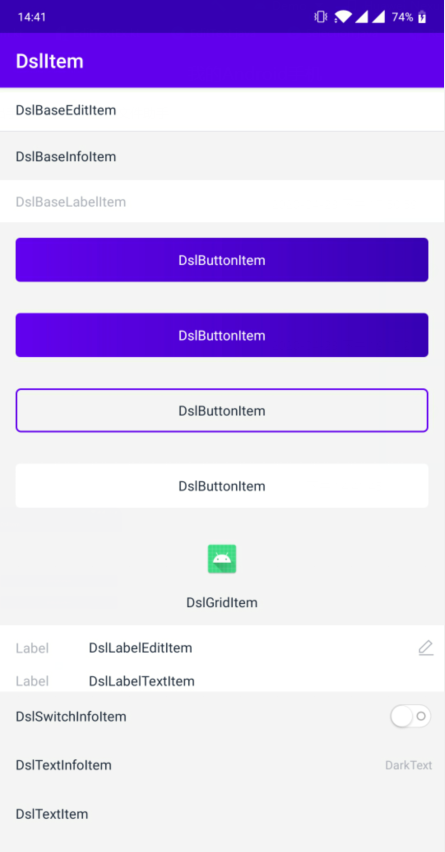 14:41
74%
DslItem
DslBaseEditItem
DslBaseInfoItem
DslBaseLabelItem
DslButtonItem
DslButtonItem
DslButtonItem
DslButtonItem
DslGridItem
Label DslLabelEditItem
Label DslLabelTextItem
DslSwitchInfoItem
DslTextInfoItem DarkText
DslTextItem